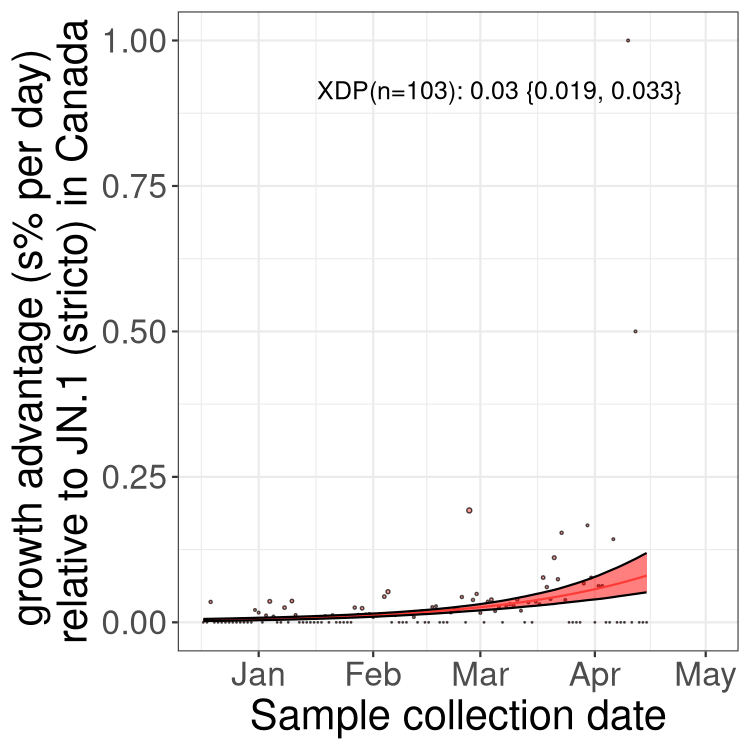 growth advantage (s% per day)
relative to JN.1 (stricto) in Canada
1.00
0.75
0.50
0.25
0.00
XDP(n=103): 0.03 {0.019, 0.033}
Jan Feb Mar Apr May
Sample collection date